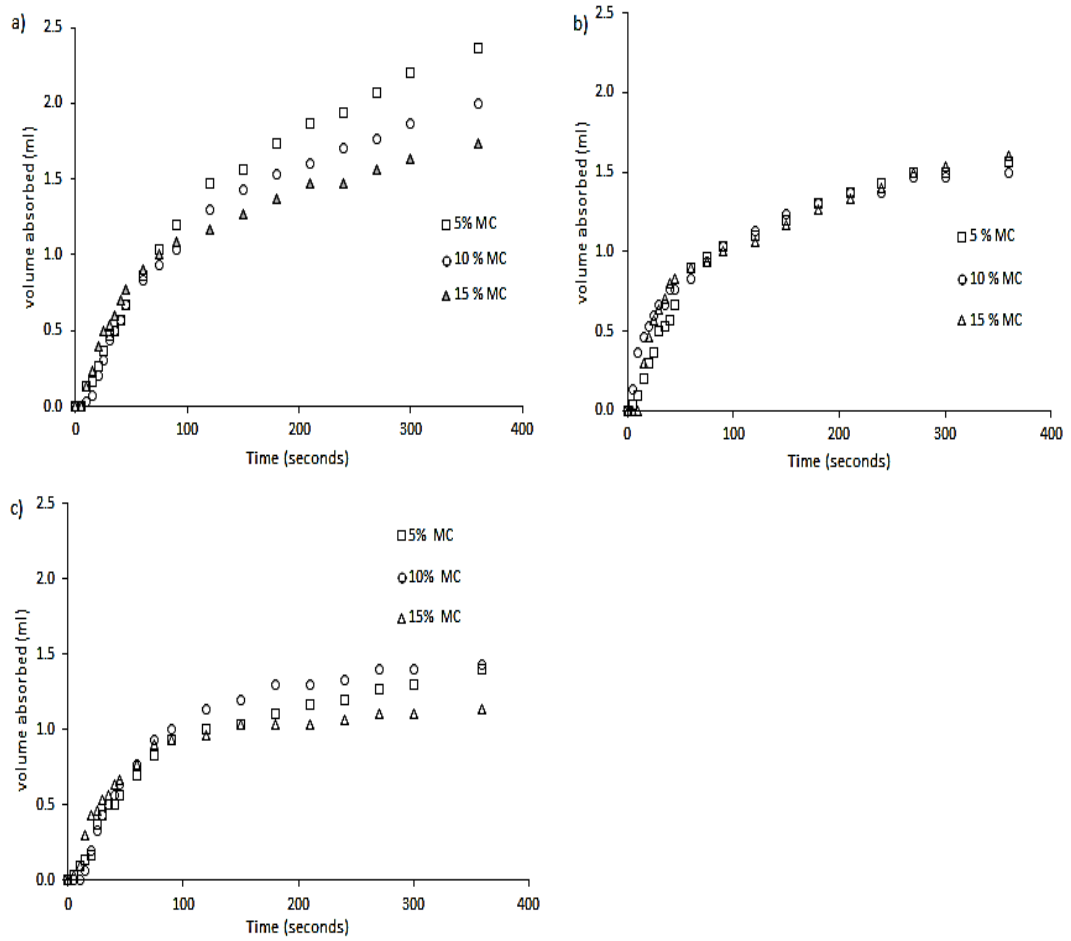 a)
2.5
2.0
1.5
1.0
0.5
0.0
volume absorbed (ml)
0 100 200 300 400
Time (seconds)
5% MC
10 % MC
15 % MC
b)
2.5
2.0
1.5
1.0
0.5
0.0
volume absorbed (ml)
0 100 200 300 400
Time (seconds)
5 % MC
10 % MC
15 % MC
c)
2.5
2.0
1.5
1.0
0.5
0.0
volume absorbed (ml)
0 100 200 300 400
Time (seconds)
5% MC
10% MC
15% MC